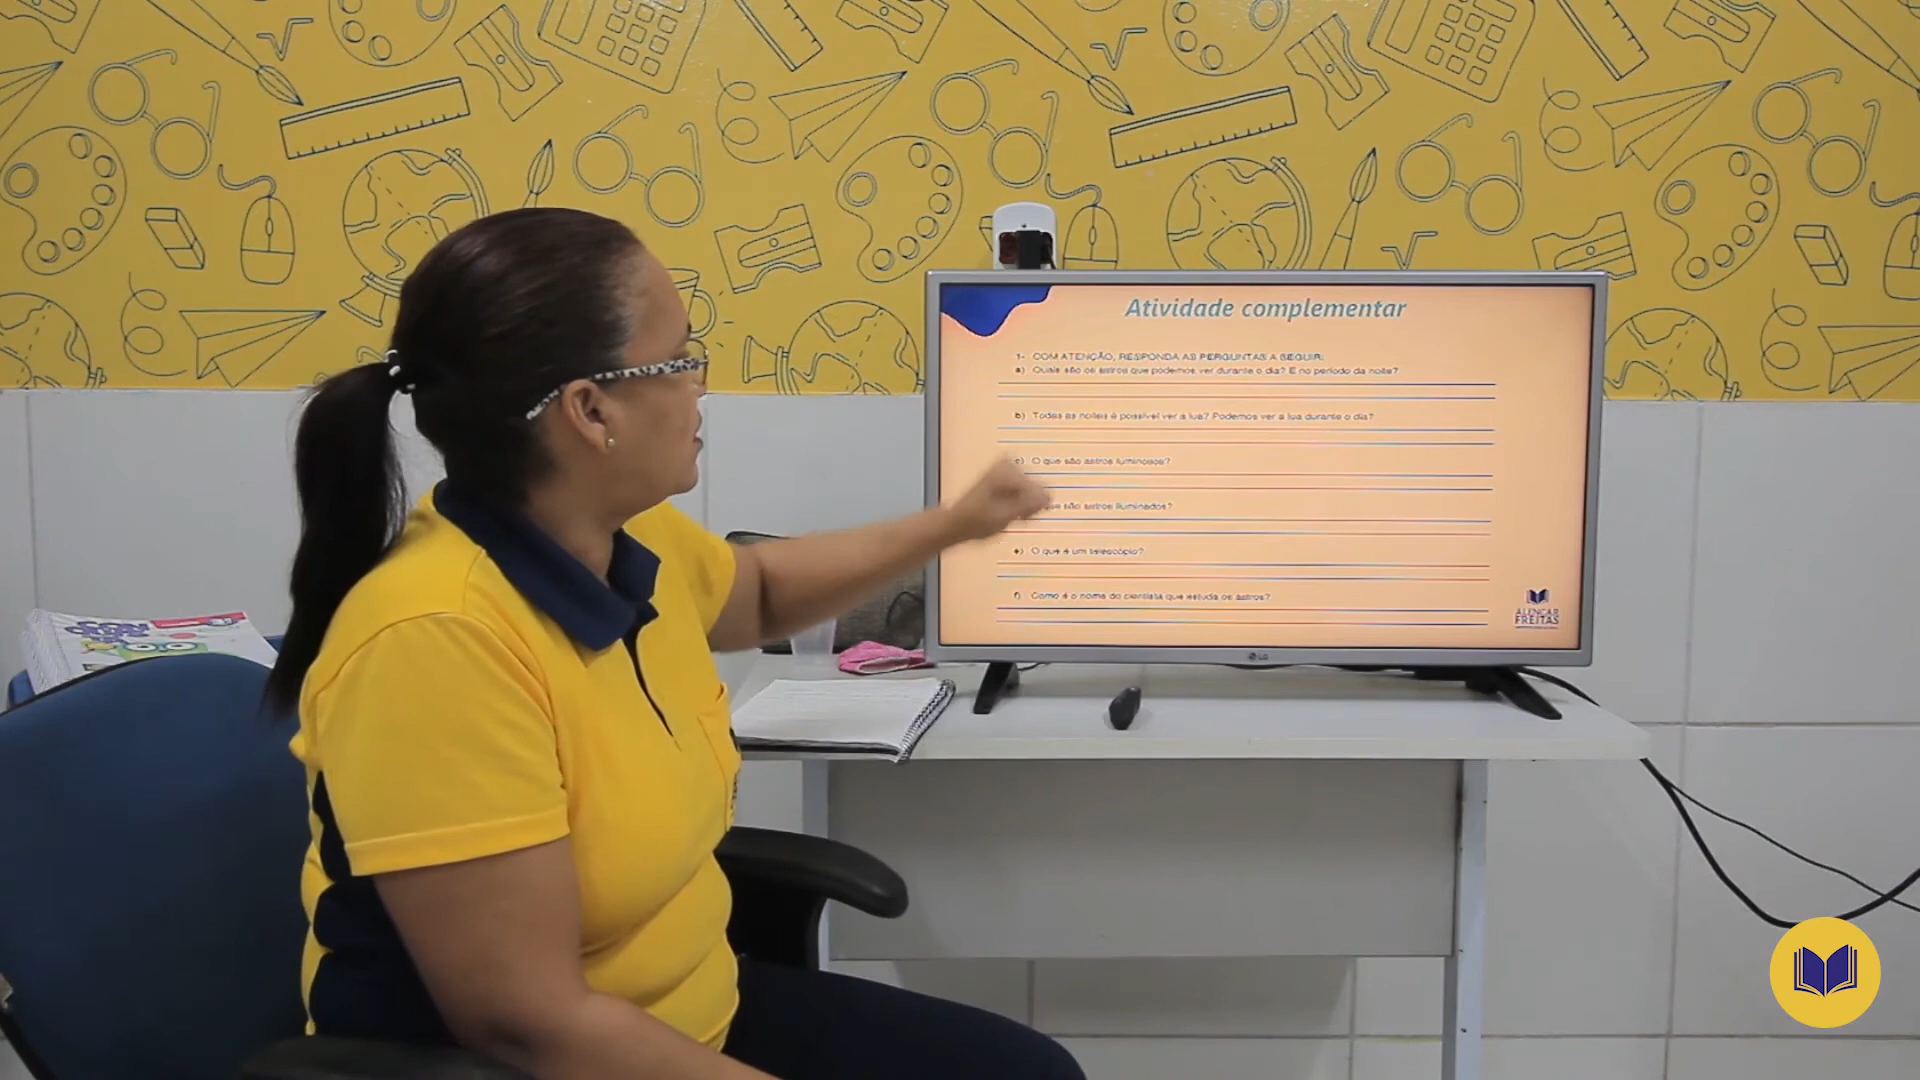 Atividade complementar
1- COM ATENÇÃO, RESPONDA AS PERGUNTAS A SEGUIR:
a) Quais são os astros que podemos ver durante o dia? E no período da noite?
b) Todas as noites é possível ver a lua? Podemos ver a lua durante o dia?
c) O que são astros luminosos?
que são astros iluminados?
e) O que é um telescópio?
f) Como é o nome do cientista que estuda os astros?
ALENCAR
FREITAS
LG